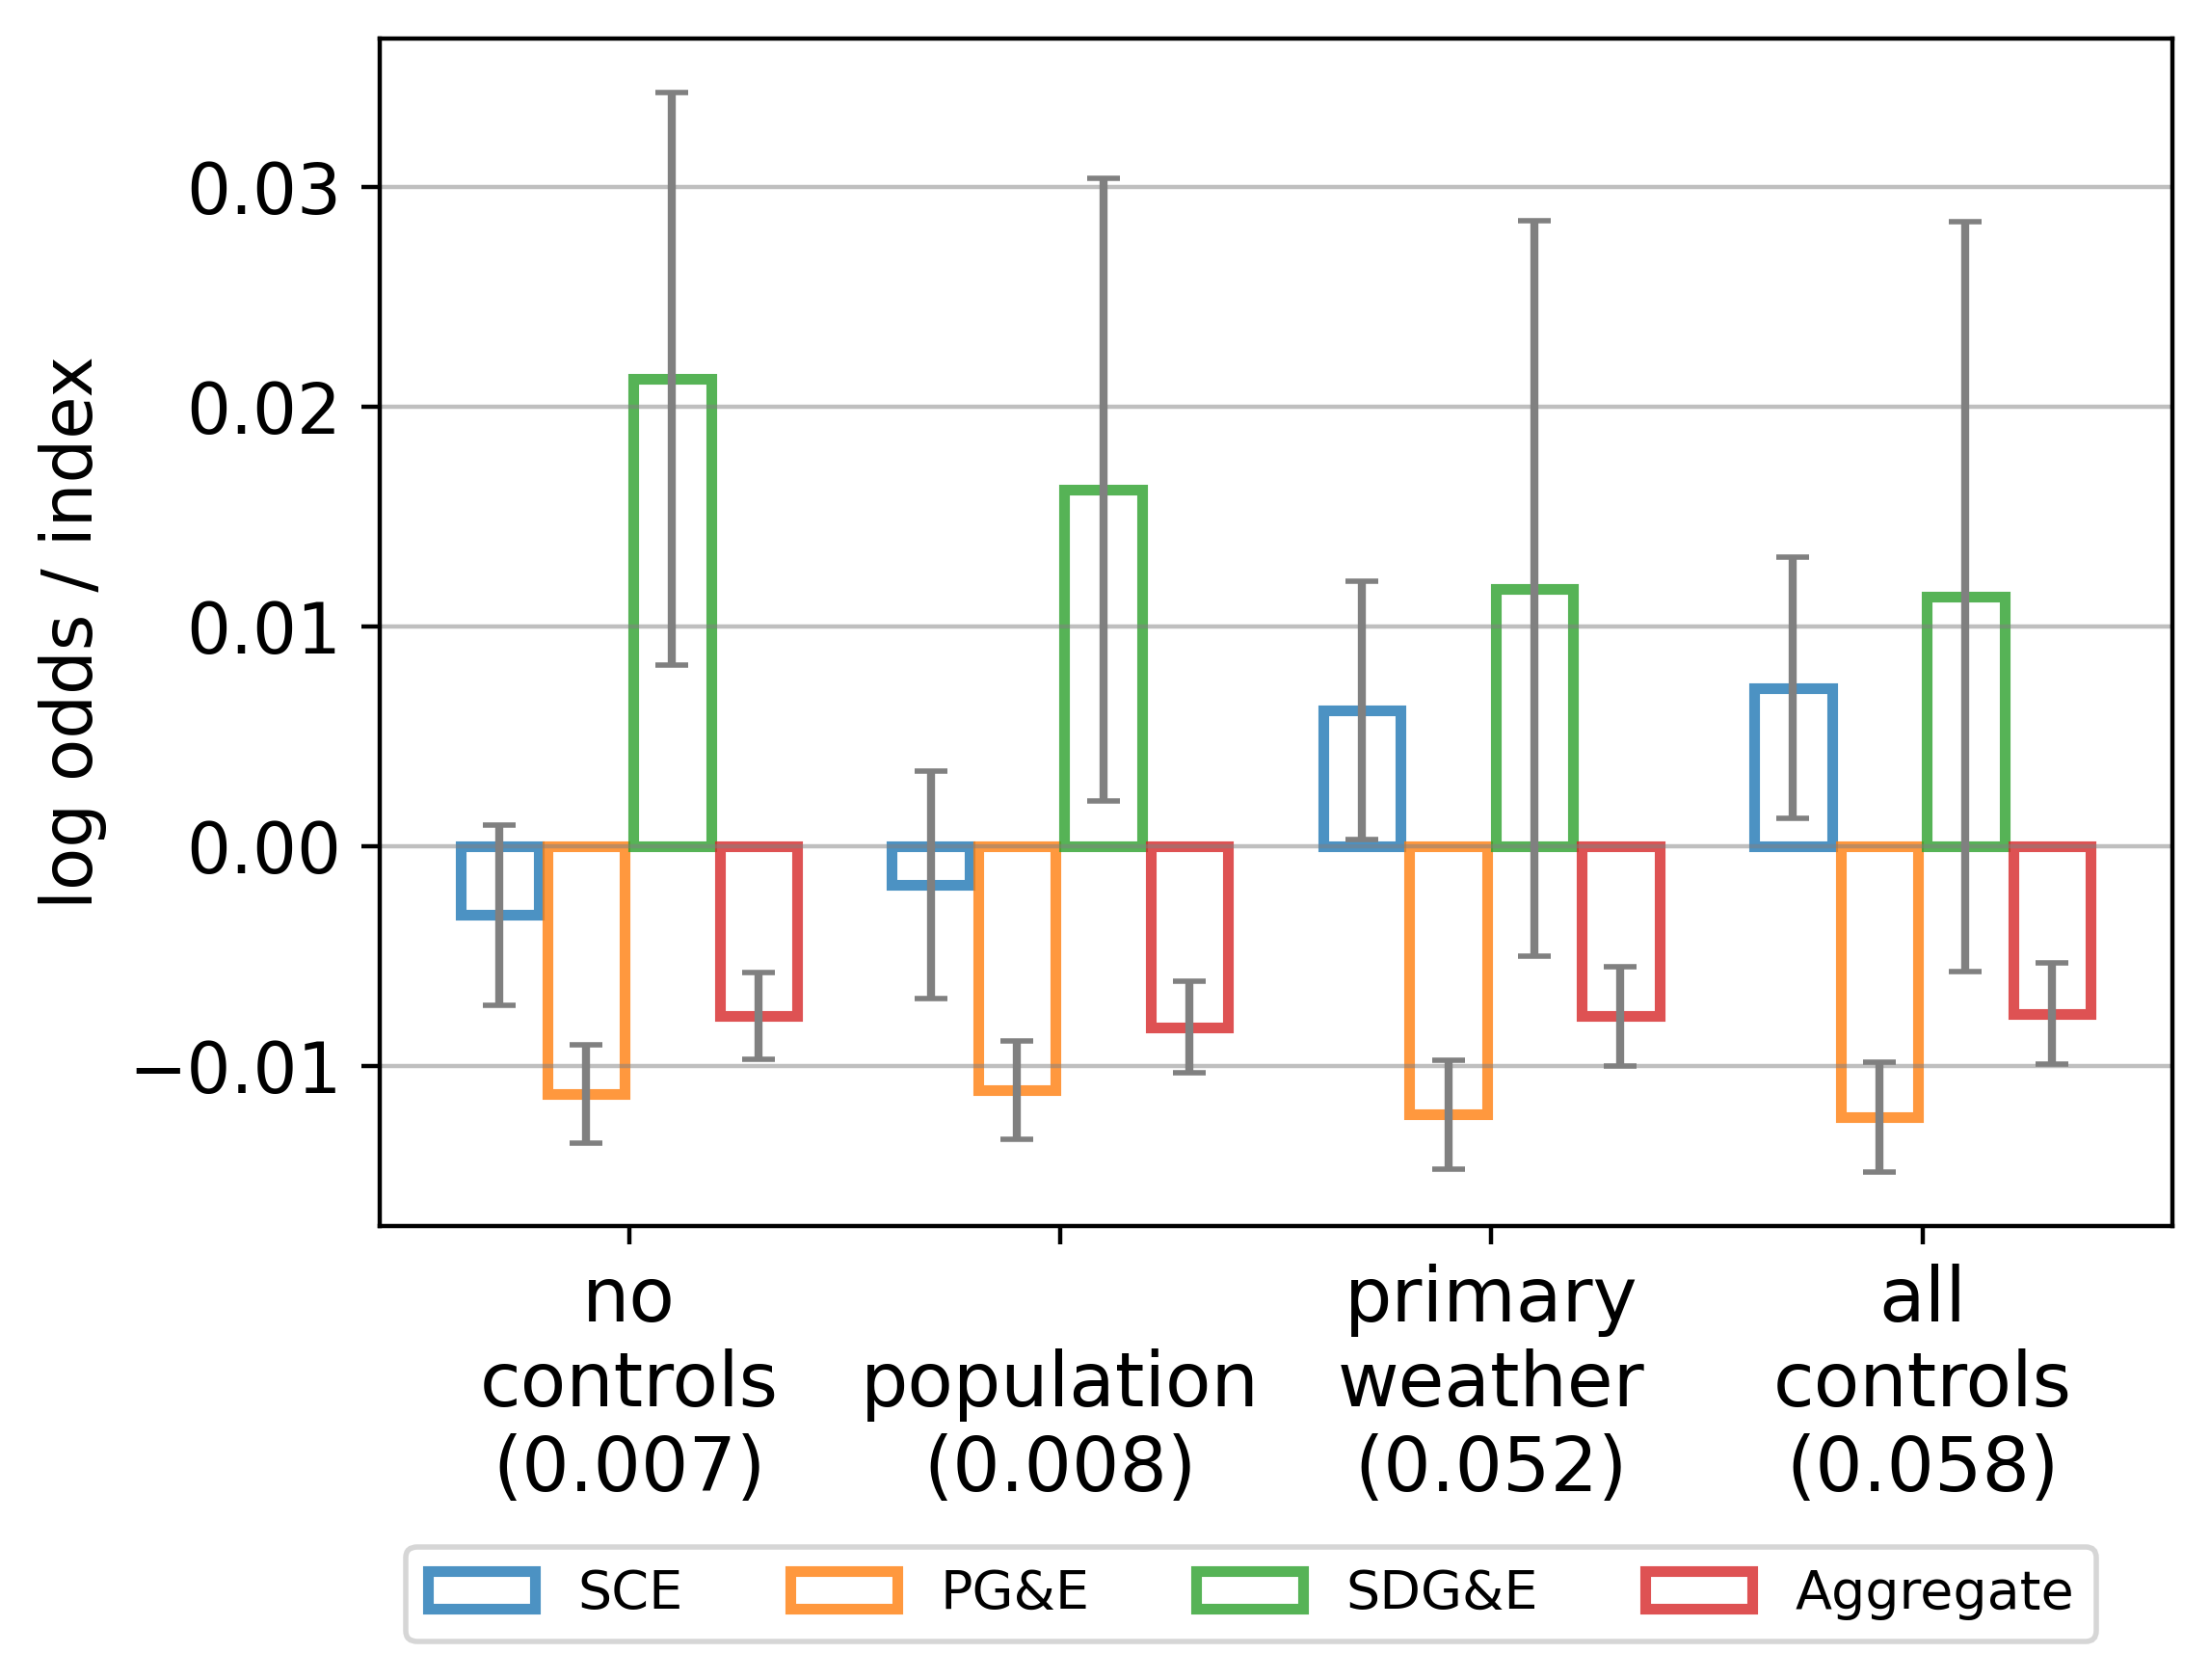 log odds / index
0.03
0.02
0.01
0.00
−0.01
no
controls
(0.007)
population
(0.008)
primary
weather
(0.052)
all
controls
(0.058)
SCE
PG&E
SDG&E
Aggregate